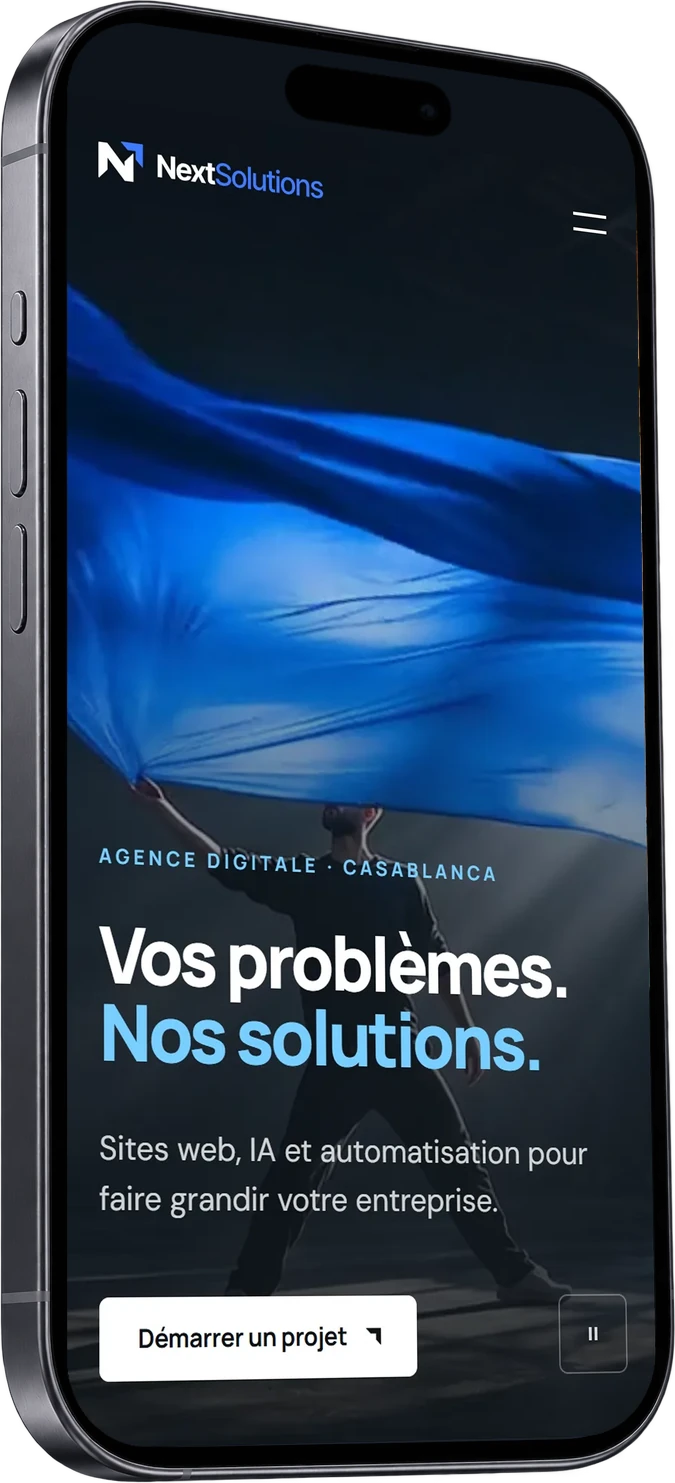 NextSolutions
AGENCE DIGITALE · CASABLANCA
Vos problèmes.
Nos solutions.
Sites web, IA et automatisation pour
faire grandir votre entreprise.
Démarrer un projet